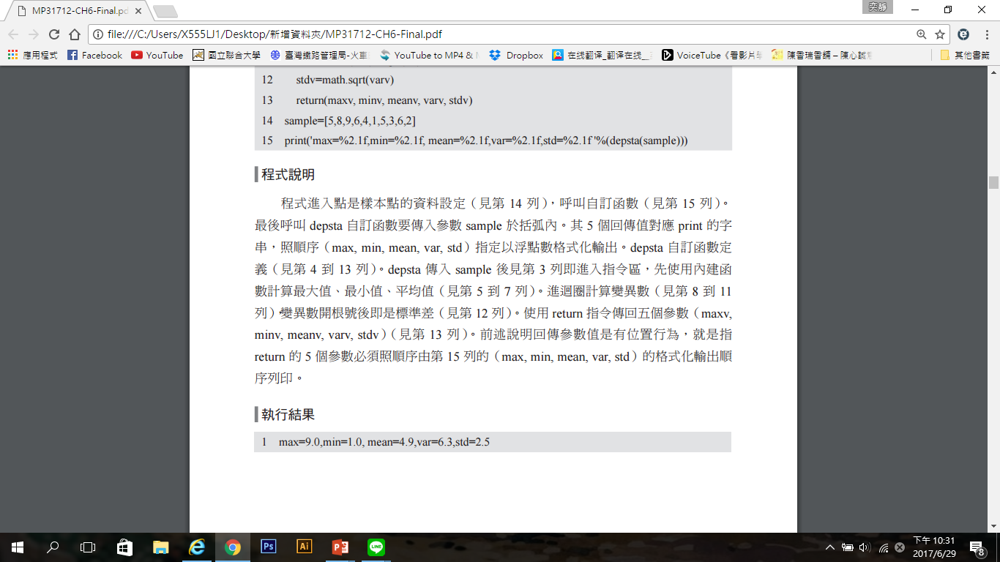 MP31712-CH6-Final.pd
奕靜
file:///C:/Users/X555LJ1/Desktop/新增資料夾/MP31712-CH6-Final.pdf
應用程式 Facebook YouTube 國立聯合大學 臺灣鐵路管理局-火車 YouTube to MP4 & Dropbox 在线翻译_翻译在线__ VoiceTube《看影片學 陳香瑞香舖 – 陳心誠 其他書籤
12 stdv=math.sqrt(varv)
13 return(maxv, minv, meanv, varv, stdv)
14 sample=[5,8,9,6,4,1,5,3,6,2]
15 print('max=%2.1f,min=%2.1f, mean=%2.1f,var=%2.1f,std=%2.1f '%(depsta(sample)))
程式說明
程式進入點是樣本點的資料設定（見第 14 列），呼叫自訂函數（見第 15 列）。
最後呼叫 depsta 自訂函數要傳入參數 sample 於括弧內。其 5 個回傳值對應 print 的字
串，照順序（max, min, mean, var, std）指定以浮點數格式化輸出。depsta 自訂函數定
義（見第 4 到 13 列）。depsta 傳入 sample 後見第 3 列即進入指令區，先使用內建函
數計算最大值、最小值、平均值（見第 5 到 7 列）。進迴圈計算變異數（見第 8 到 11
列），變異數開根號後即是標準差（見第 12 列）。使用 return 指令傳回五個參數（maxv,
minv, meanv, varv, stdv）（見第 13 列）。前述說明回傳參數值是有位置行為，就是指
return 的 5 個參數必須照順序由第 15 列的（max, min, mean, var, std）的格式化輸出順
序列印。
執行結果
1 max=9.0,min=1.0, mean=4.9,var=6.3,std=2.5
Ps Ai P LINE
下午 10:31
2017/6/29
8